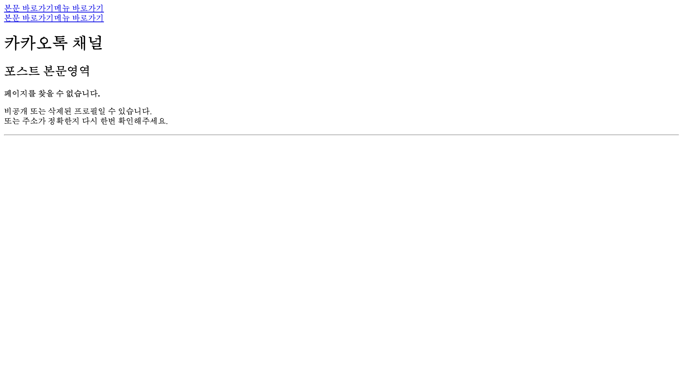 본문 바로가기메뉴 바로가기
본문 바로가기메뉴 바로가기
카카오톡 채널
포스트 본문영역
페이지를 찾을 수 없습니다.
비공개 또는 삭제된 프로필일 수 있습니다.
또는 주소가 정확한지 다시 한번 확인해주세요.